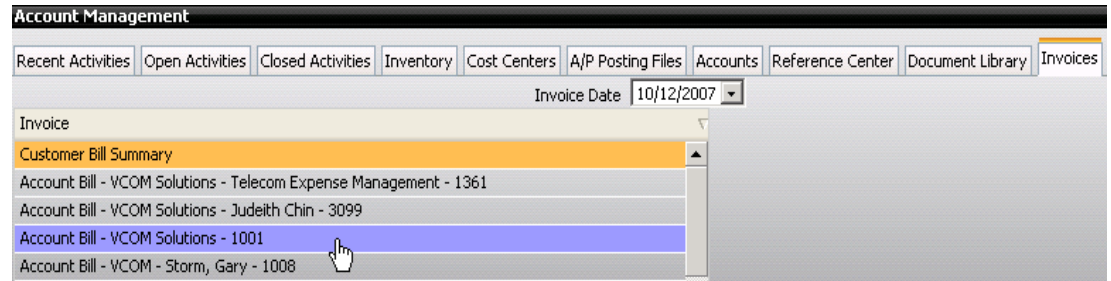 Account Management
Recent Activities Open Activities Closed Activities Inventory Cost Centers A/P Posting Files Accounts Reference Center Document Library Invoices
Invoice Date 10/12/2007
Invoice
Customer Bill Summary
Account Bill - VCOM Solutions - Telecom Expense Management - 1361
Account Bill - VCOM Solutions - Judeith Chin - 3099
Account Bill - VCOM Solutions - 1001
Account Bill - VCOM - Storm, Gary - 1008